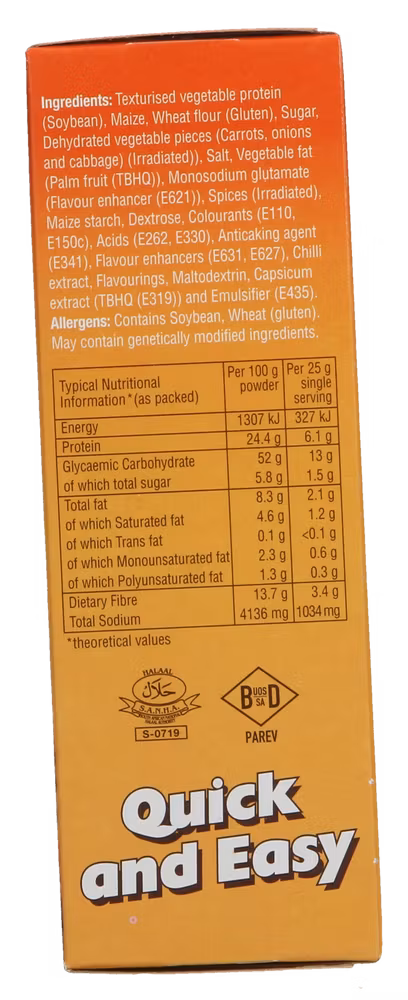 Ingredients: Texturised vegetable protein
(Soybean), Maize, Wheat flour (Gluten), Sugar,
Dehydrated vegetable pieces (Carrots, onions
and cabbage) (Irradiated)), Salt, Vegetable fat
(Palm fruit (TBHQ)), Monosodium glutamate
(Flavour enhancer (E621)), Spices (Irradiated),
Maize starch, Dextrose, Colourants (E110,
E150c), Acids (E262, E330), Anticaking agent
(E341), Flavour enhancers (E631, E627), Chilli
extract, Flavourings, Maltodextrin, Capsicum
extract (TBHQ (E319)) and Emulsifier (E435).
Allergens: Contains Soybean, Wheat (gluten).
May contain genetically modified ingredients.
Typical Nutritional Information* (as packed) Per 100 g powder Per 25 g single serving
Energy 1307 kJ 327 kJ
Protein 24.4 g 6.1 g
Glycaemic Carbohydrate 52 g 13 g
of which total sugar 5.8 g 1.5 g
Total fat 8.3 g 2.1 g
of which Saturated fat 4.6 g 1.2 g
of which Trans fat 0.1 g <0.1 g
of which Monounsaturated fat 2.3 g 0.6 g
of which Polyunsaturated fat 1.3 g 0.3 g
Dietary Fibre 13.7 g 3.4 g
Total Sodium 4136 mg 1034 mg
*theoretical values
HALAAL
حلال
S.A.N.H.A.
S-0719
B UOS SA D
PAREV
Quick
and Easy